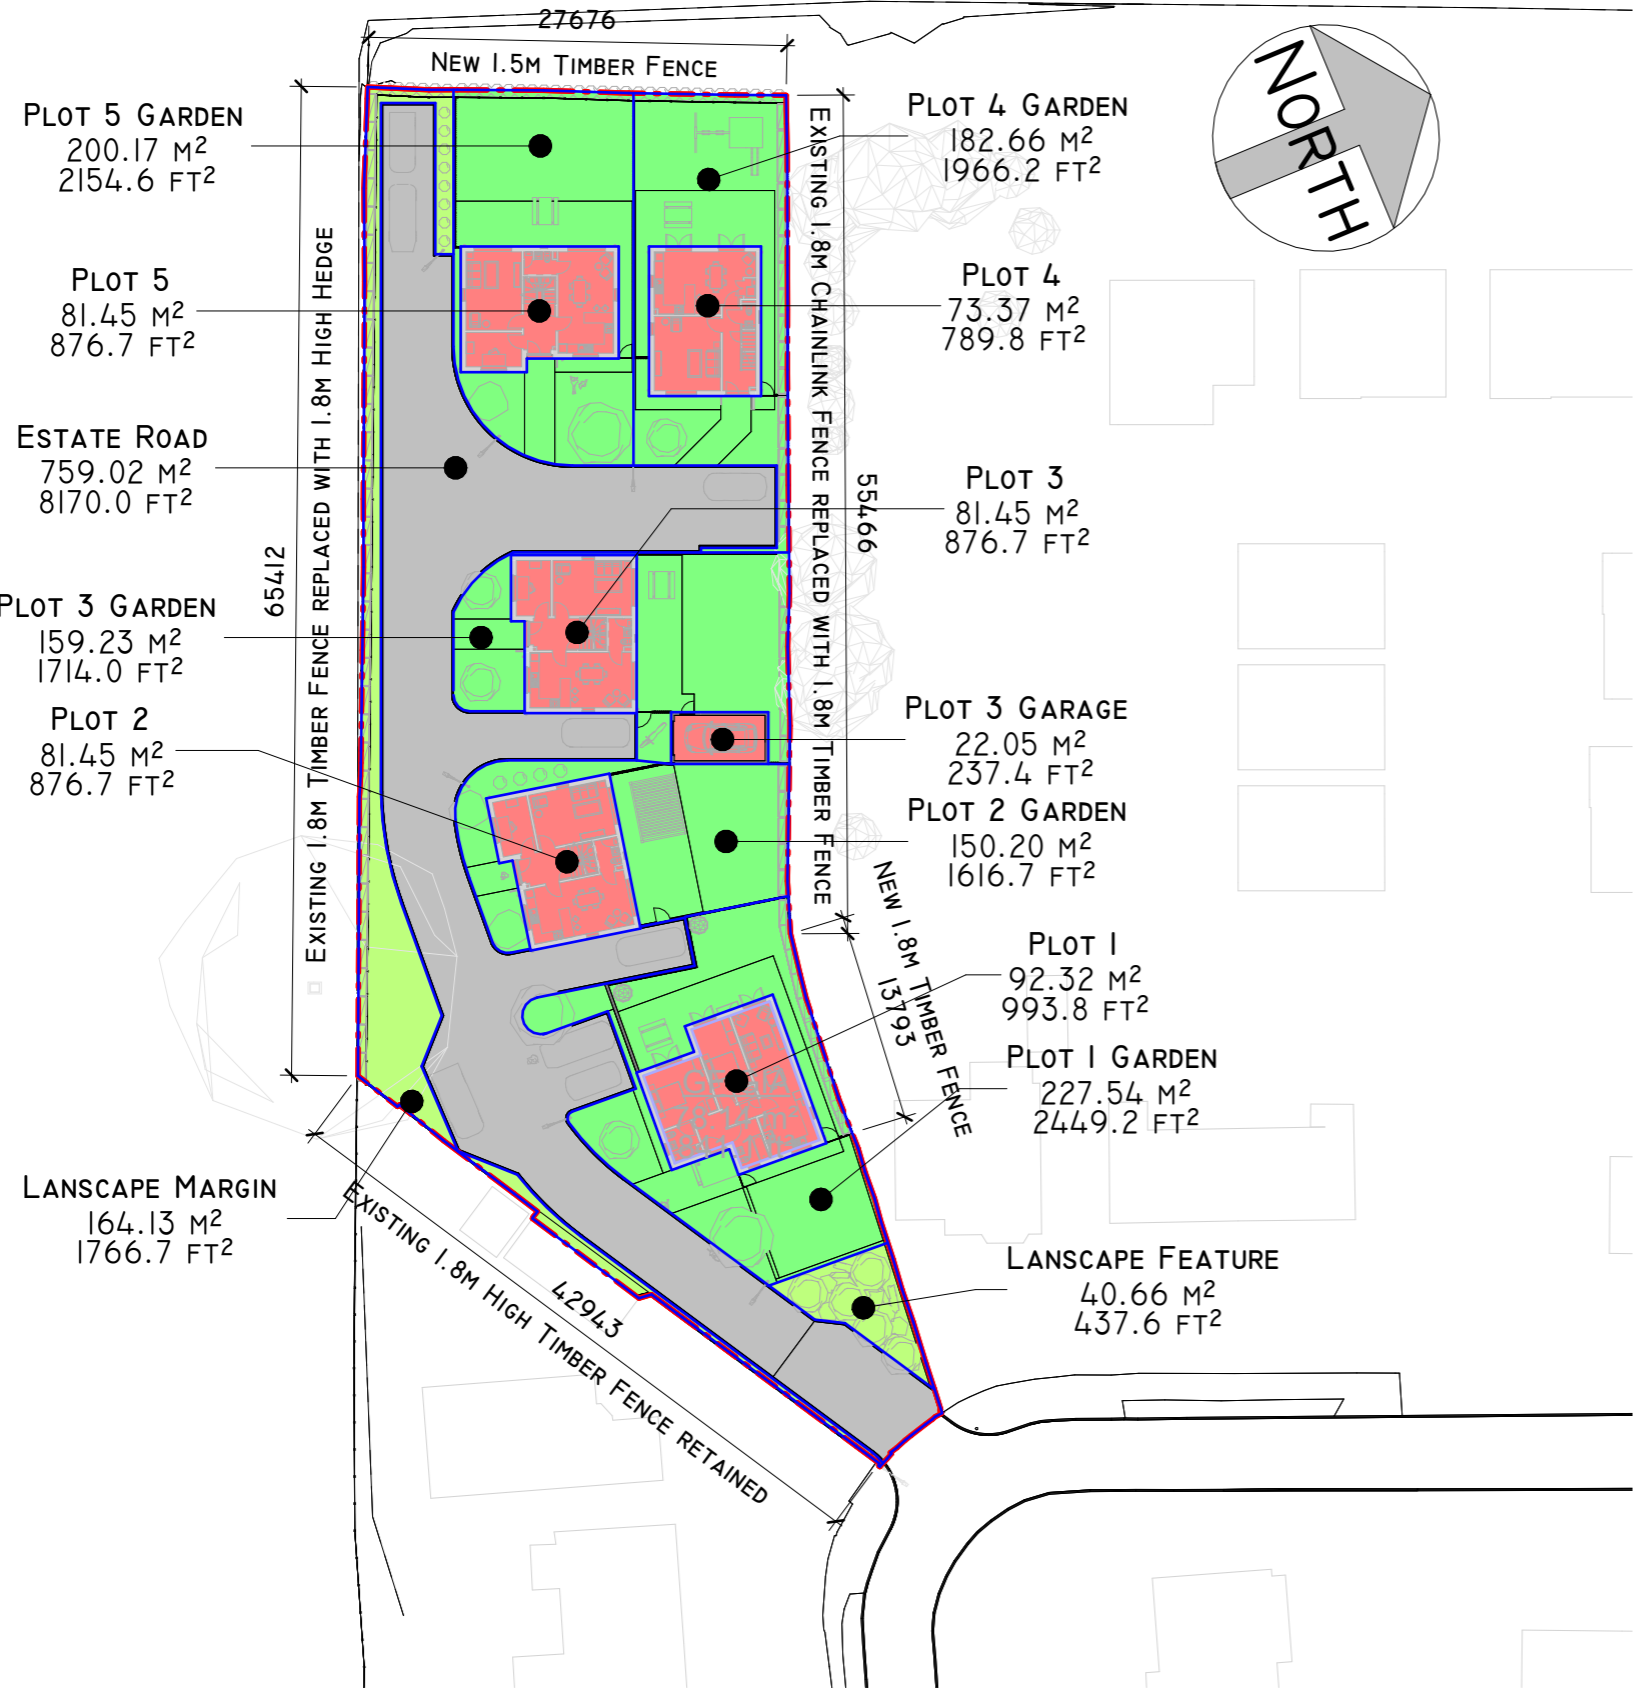 27676
NEW 1.5M TIMBER FENCE
NORTH
PLOT 5 GARDEN
200.17 M²
2154.6 FT²
PLOT 4 GARDEN
182.66 M²
1966.2 FT²
PLOT 5
81.45 M²
876.7 FT²
PLOT 4
73.37 M²
789.8 FT²
ESTATE ROAD
759.02 M²
8170.0 FT²
PLOT 3
81.45 M²
876.7 FT²
65412
EXISTING 1.8M TIMBER FENCE REPLACED WITH 1.8M HIGH HEDGE
EXISTING 1.8M CHAINLINK FENCE REPLACED WITH 1.8M TIMBER FENCE
55466
PLOT 3 GARDEN
159.23 M²
1714.0 FT²
PLOT 2
81.45 M²
876.7 FT²
PLOT 3 GARAGE
22.05 M²
237.4 FT²
PLOT 2 GARDEN
150.20 M²
1616.7 FT²
NEW 1.8M TIMBER FENCE
13793
PLOT 1
92.32 M²
993.8 FT²
PLOT 1 GARDEN
227.54 M²
2449.2 FT²
LANSCAPE MARGIN
164.13 M²
1766.7 FT²
EXISTING 1.8M HIGH TIMBER FENCE RETAINED
42943
LANSCAPE FEATURE
40.66 M²
437.6 FT²